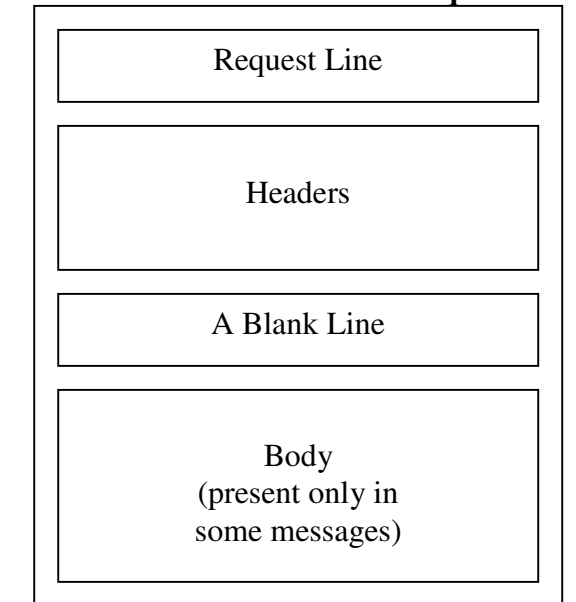 Request Line
Headers
A Blank Line
Body
(present only in
some messages)